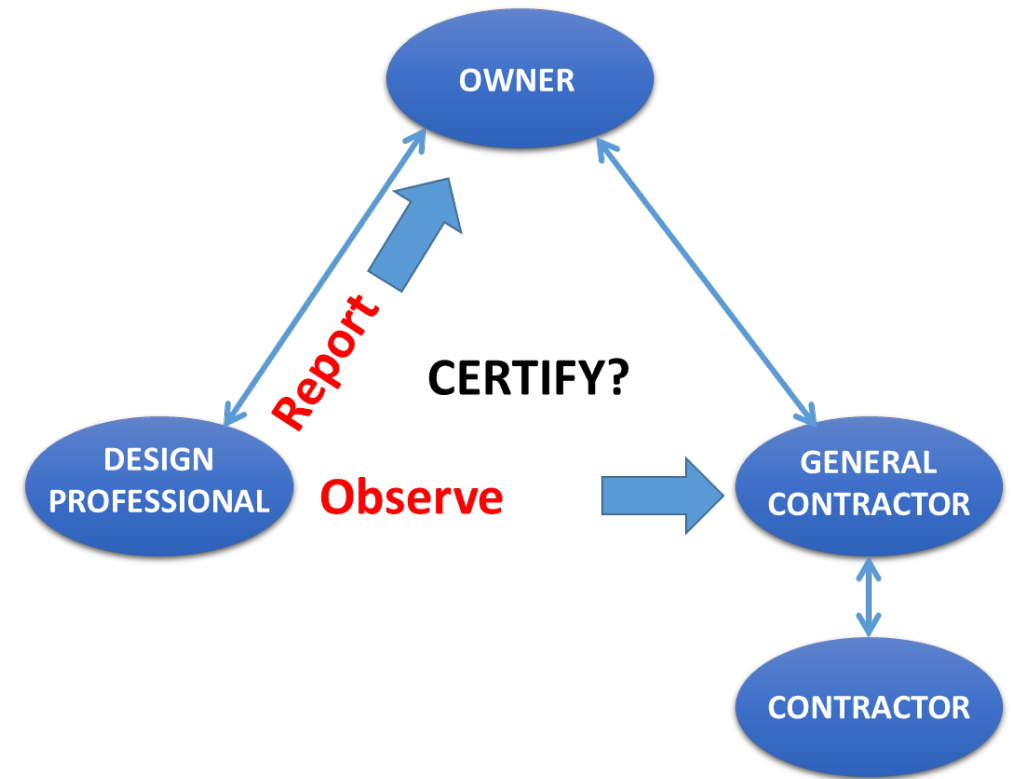 OWNER
Report
CERTIFY?
DESIGN
PROFESSIONAL
Observe
GENERAL
CONTRACTOR
CONTRACTOR